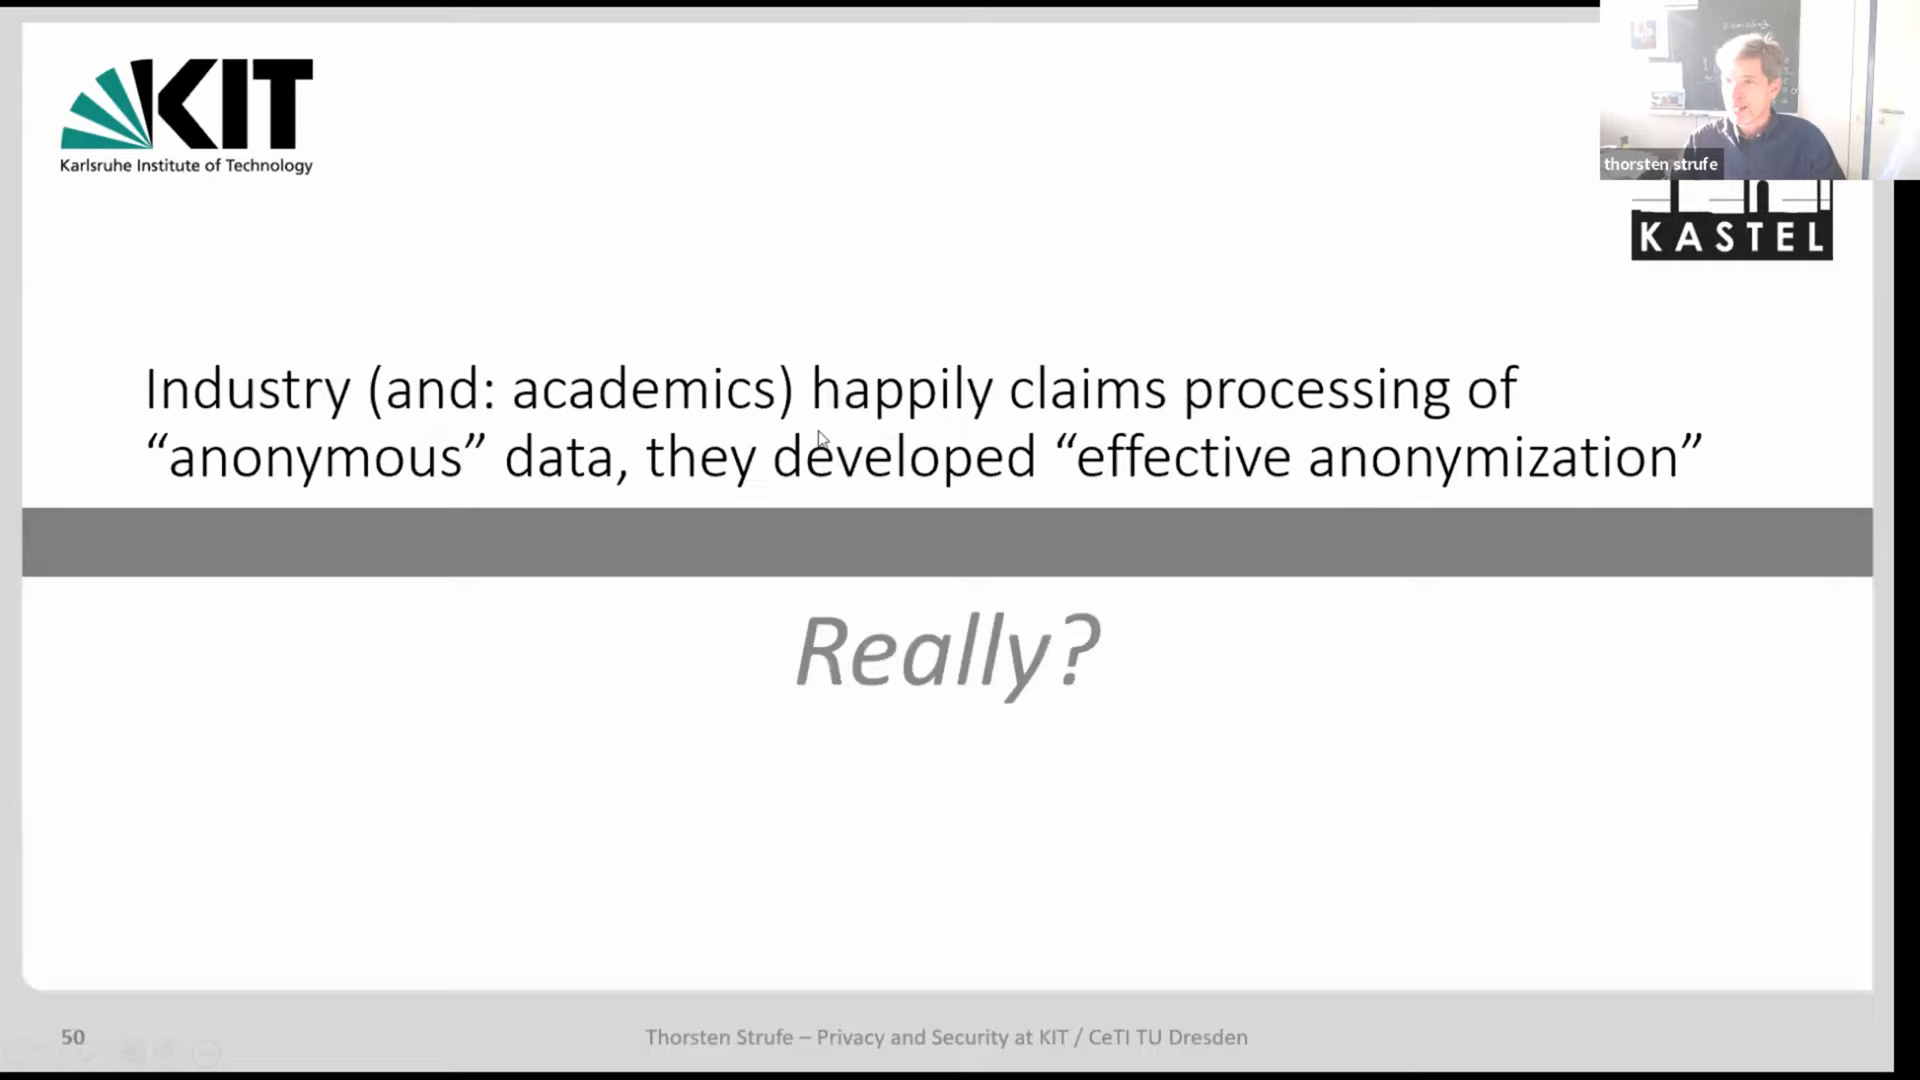 KIT
Karlsruhe Institute of Technology
thorsten strufe
KASTEL
Industry (and: academics) happily claims processing of
“anonymous” data, they developed “effective anonymization”
Really?
50
Thorsten Strufe – Privacy and Security at KIT / CeTI TU Dresden